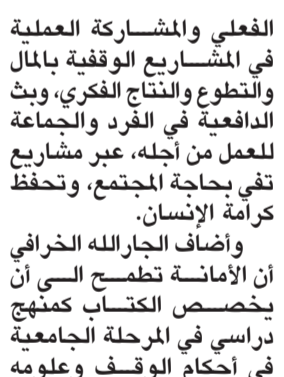 الفعلي والمشاركة العملية
في المشاريع الوقفية بالمال
والتطوع والنتاج الفكري، وبث
الدافعية في الفرد والجماعة
للعمل من أجله، عبر مشاريع
تفي بحاجة المجتمع، وتحفظ
كرامة الإنسان.
وأضاف الجارالله الخرافي
أن الأمانة تطمح الى أن
يخصص الكتاب كمنهج
دراسي في المرحلة الجامعية
في أحكام الوقف وعلومه